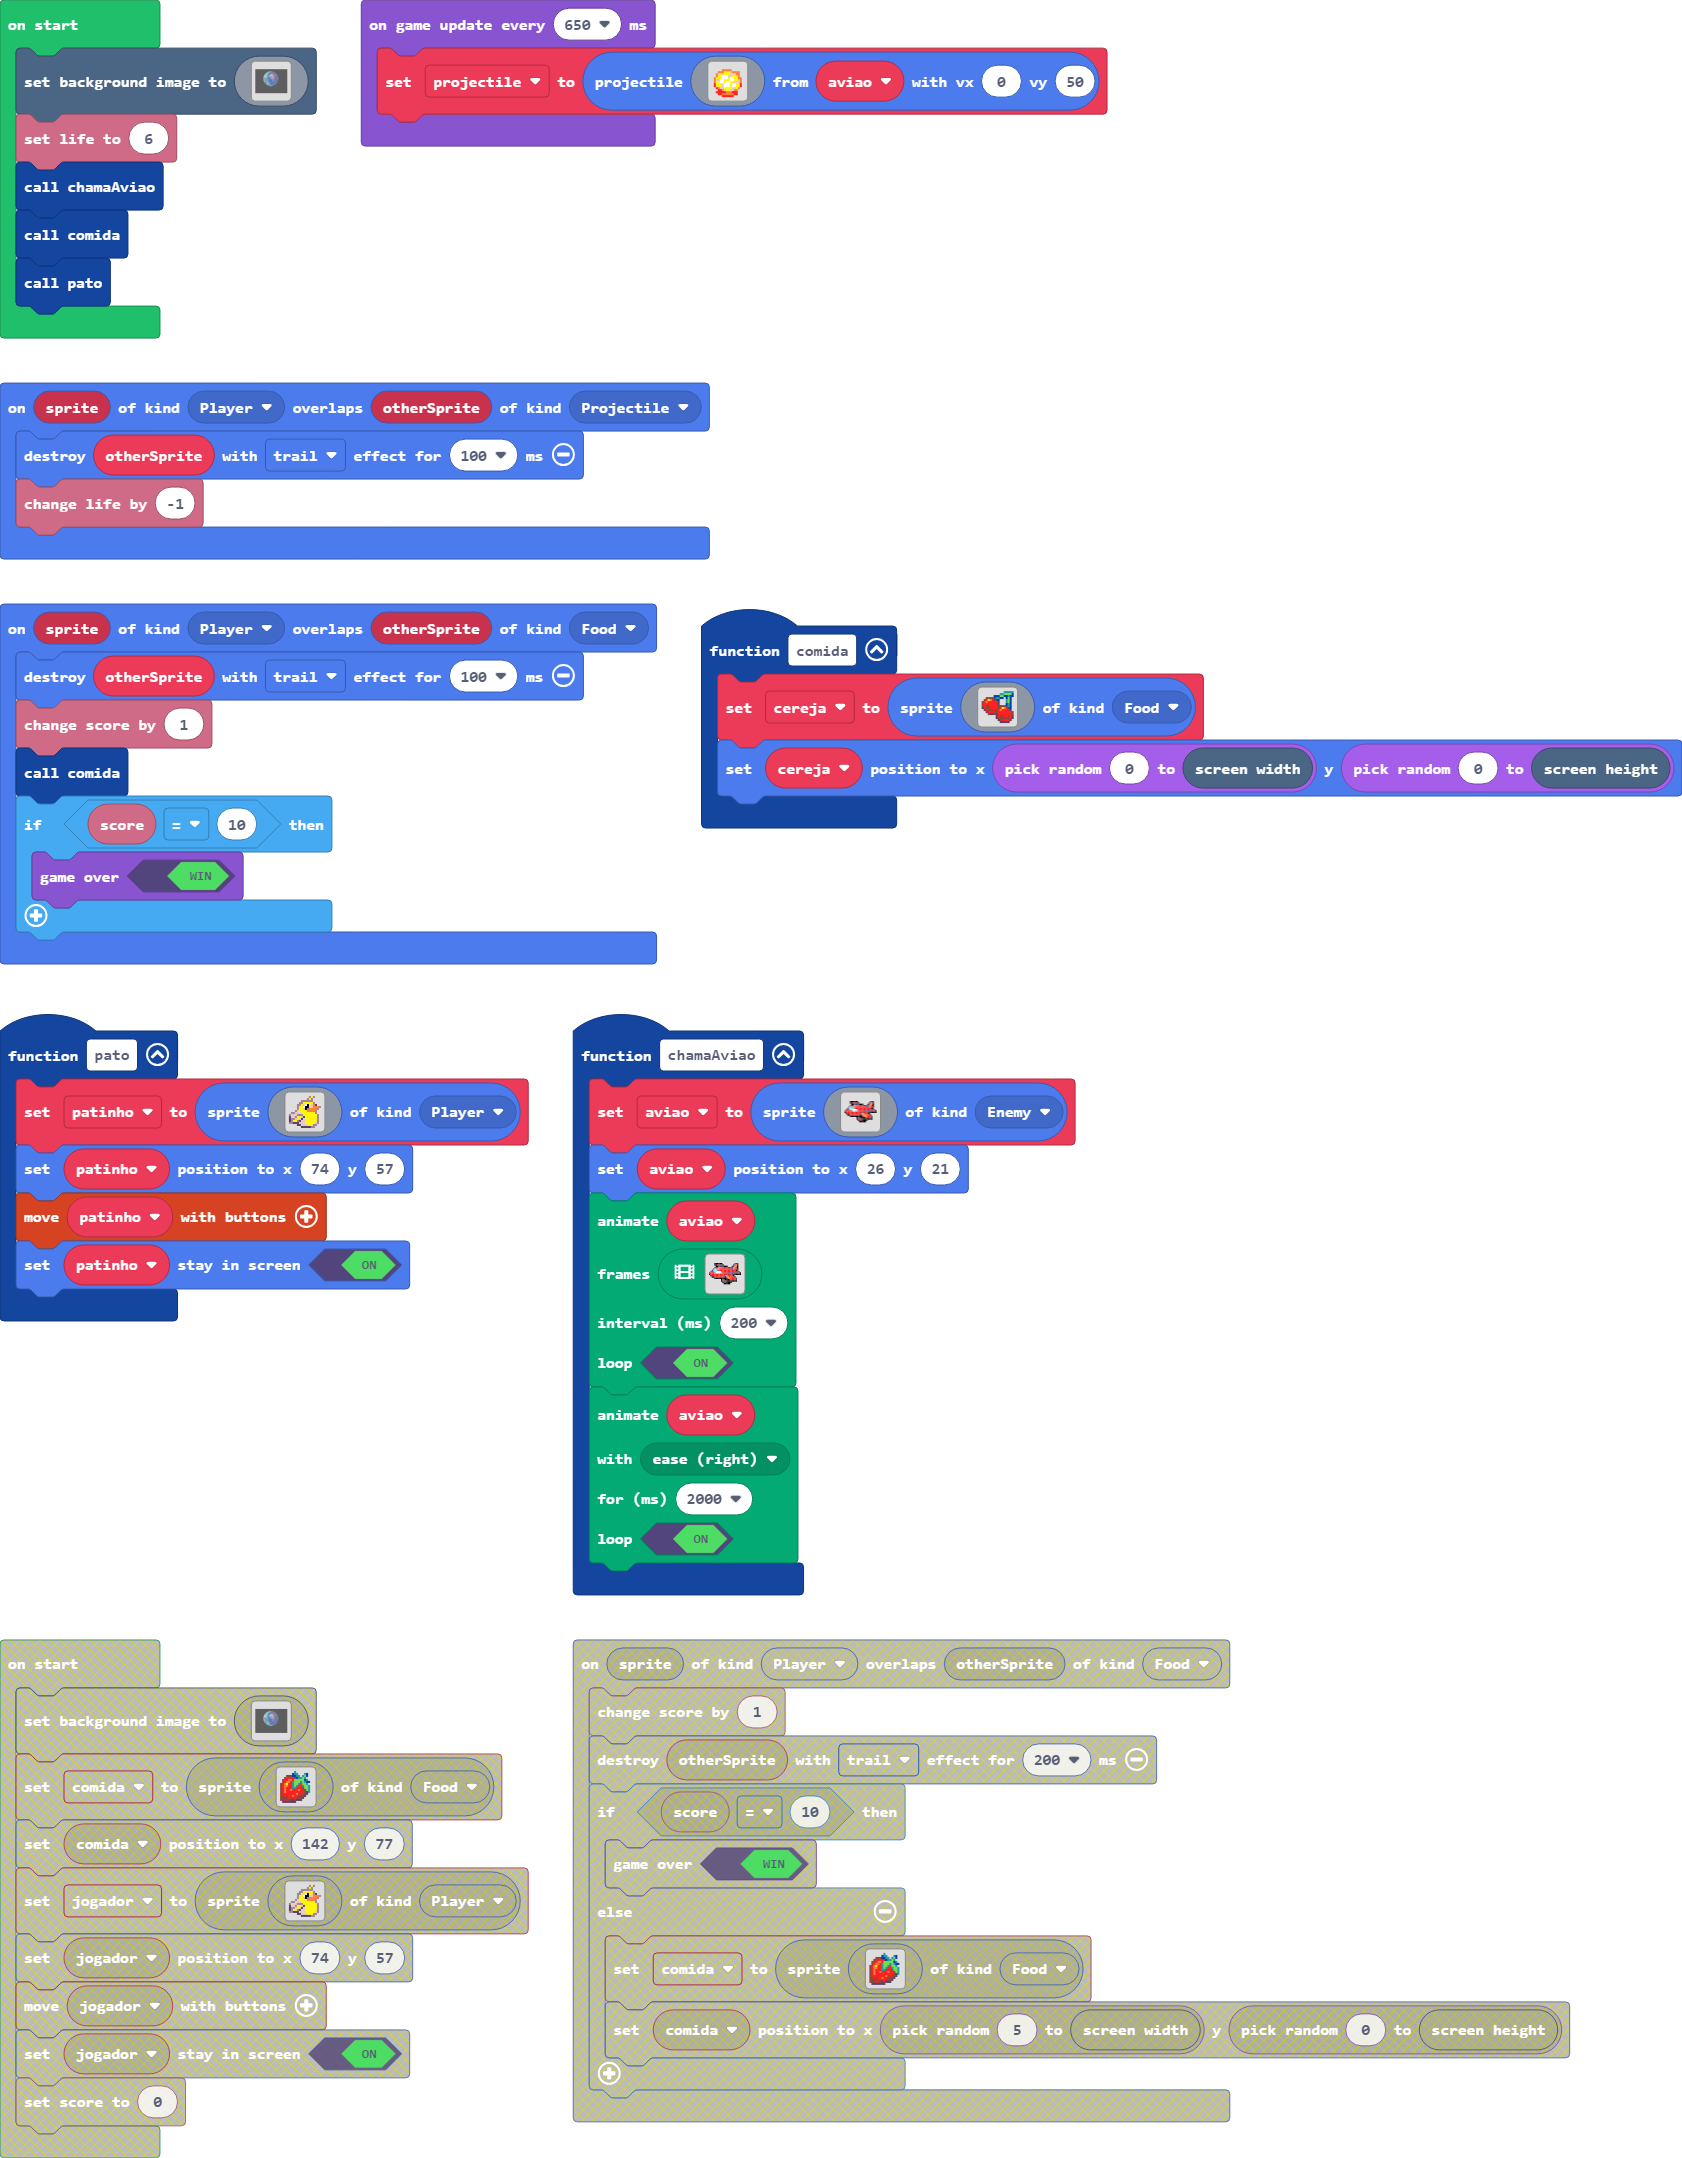 on start
set background image to
set life to 6
call chamaAviao
call comida
call pato
on game update every 650 ms
set projectile to projectile from aviao with vx 0 vy 50
on sprite of kind Player overlaps otherSprite of kind Projectile
destroy otherSprite with trail effect for 100 ms
change life by -1
on sprite of kind Player overlaps otherSprite of kind Food
destroy otherSprite with trail effect for 100 ms
change score by 1
call comida
if score = 10 then
game over WIN
function comida
set cereja to sprite of kind Food
set cereja position to x pick random 0 to screen width y pick random 0 to screen height
function pato
set patinho to sprite of kind Player
set patinho position to x 74 y 57
move patinho with buttons
set patinho stay in screen ON
function chamaAviao
set aviao to sprite of kind Enemy
set aviao position to x 26 y 21
animate aviao
frames
interval (ms) 200
loop ON
animate aviao
with ease (right)
for (ms) 2000
loop ON
on start
set background image to
set comida to sprite of kind Food
set comida position to x 142 y 77
set jogador to sprite of kind Player
set jogador position to x 74 y 57
move jogador with buttons
set jogador stay in screen ON
set score to 0
on sprite of kind Player overlaps otherSprite of kind Food
change score by 1
destroy otherSprite with trail effect for 200 ms
if score = 10 then
game over WIN
else
set comida to sprite of kind Food
set comida position to x pick random 5 to screen width y pick random 0 to screen height